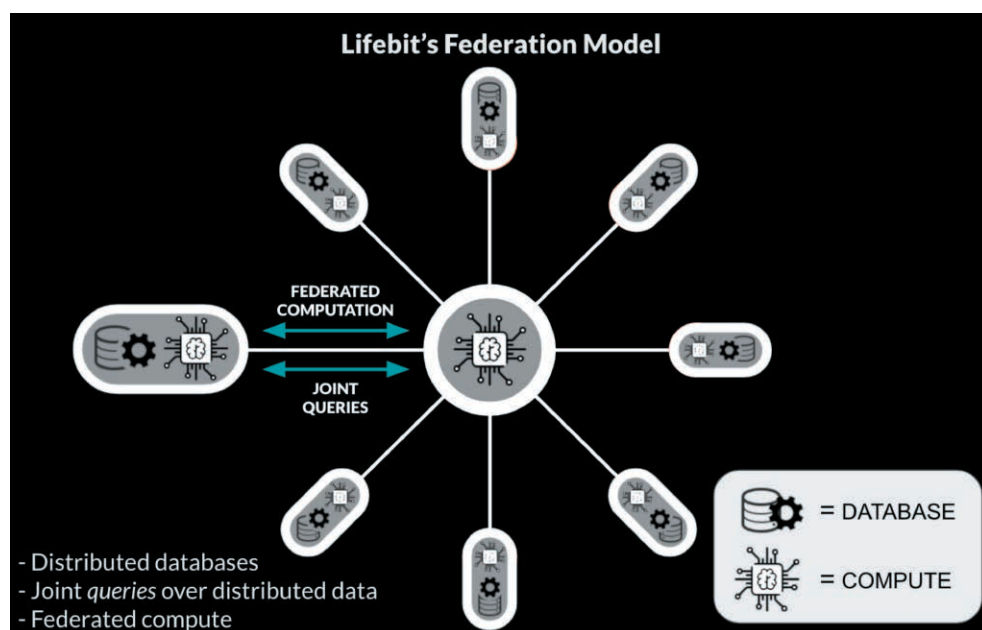 Lifebit's Federation Model
FEDERATED
COMPUTATION
JOINT
QUERIES
- Distributed databases
- Joint queries over distributed data
- Federated compute
= DATABASE
= COMPUTE